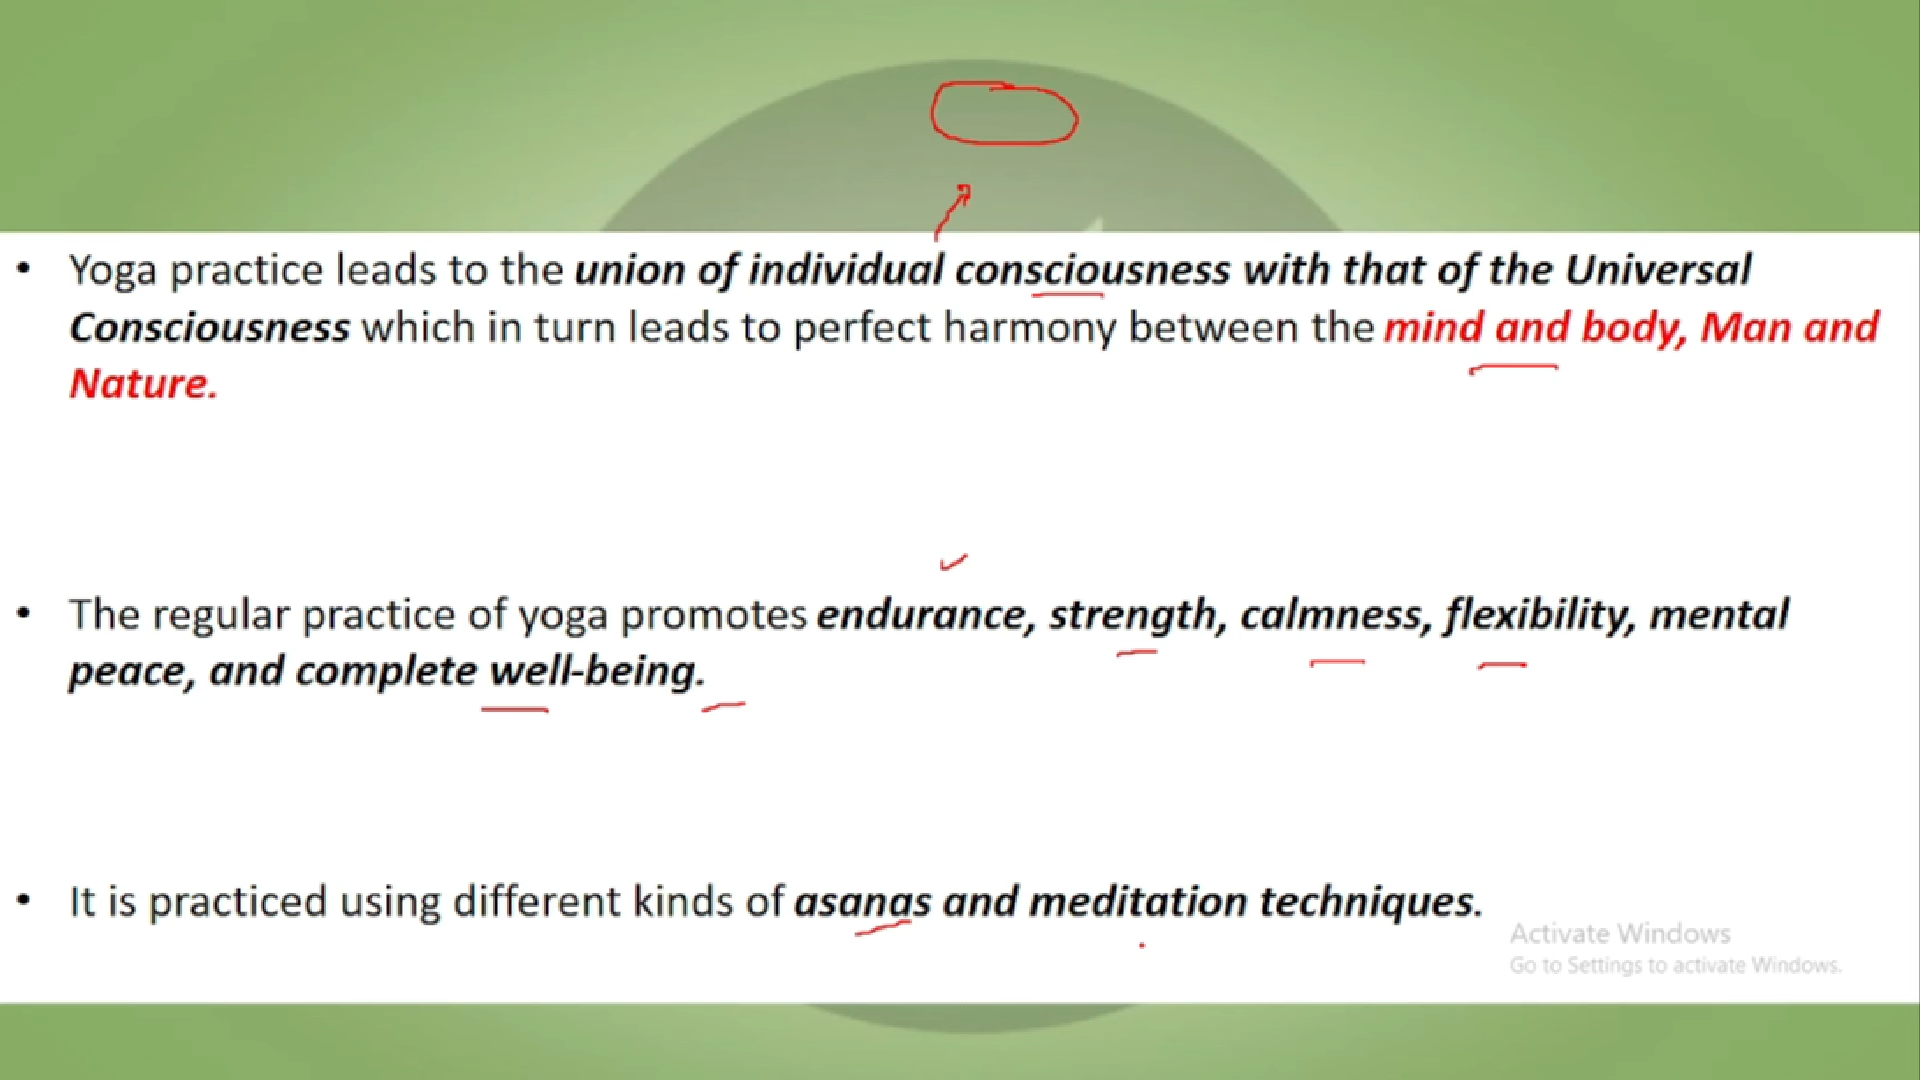 • Yoga practice leads to the union of individual consciousness with that of the Universal
Consciousness which in turn leads to perfect harmony between the mind and body, Man and
Nature.
• The regular practice of yoga promotes endurance, strength, calmness, flexibility, mental
peace, and complete well-being.
• It is practiced using different kinds of asanas and meditation techniques.
Activate Windows
Go to Settings to activate Windows.